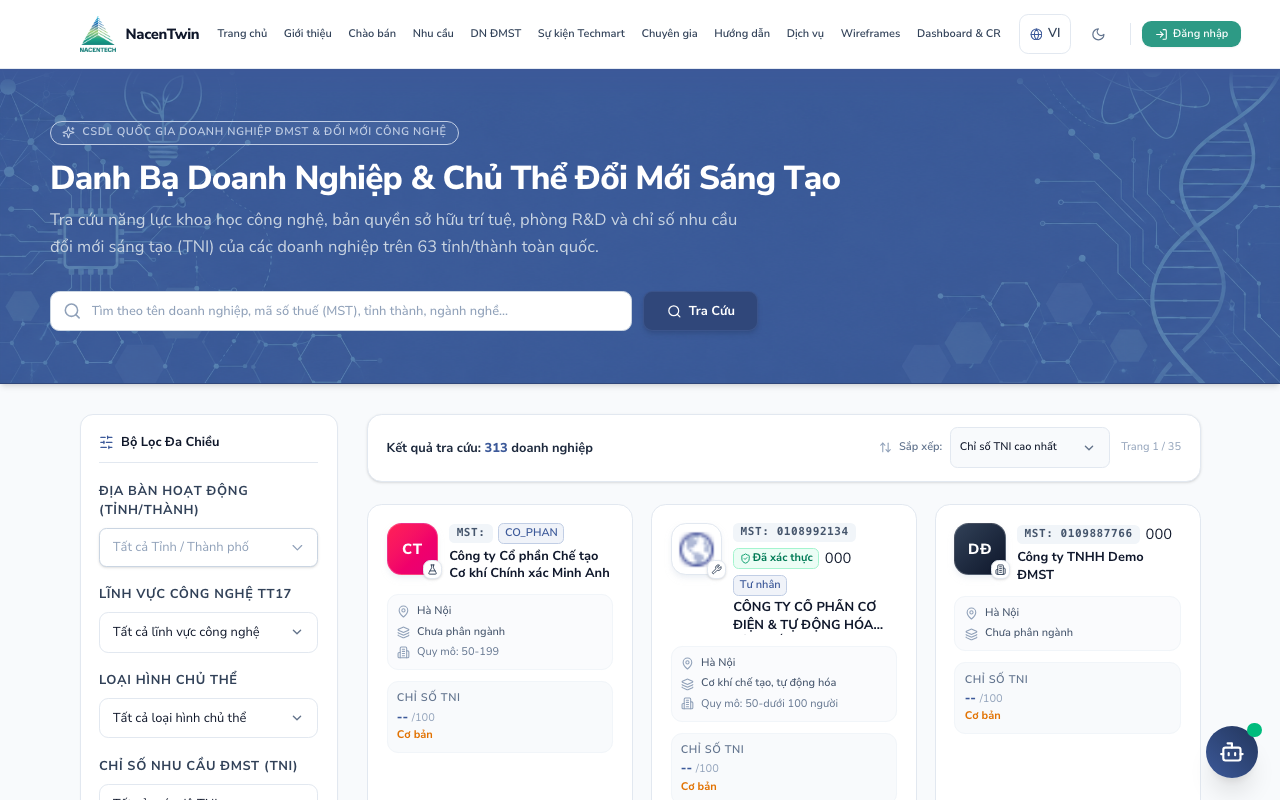 NACENTECH
NacenTwin
Trang chủ
Giới thiệu
Chào bán
Nhu cầu
DN ĐMST
Sự kiện Techmart
Chuyên gia
Hướng dẫn
Dịch vụ
Wireframes
Dashboard & CR
VI
Đăng nhập
CSDL QUỐC GIA DOANH NGHIỆP ĐMST & ĐỔI MỚI CÔNG NGHỆ
Danh Bạ Doanh Nghiệp & Chủ Thể Đổi Mới Sáng Tạo
Tra cứu năng lực khoa học công nghệ, bản quyền sở hữu trí tuệ, phòng R&D và chỉ số nhu cầu
đổi mới sáng tạo (TNI) của các doanh nghiệp trên 63 tỉnh/thành toàn quốc.
Tìm theo tên doanh nghiệp, mã số thuế (MST), tỉnh thành, ngành nghề...
Tra Cứu
Bộ Lọc Đa Chiều
ĐỊA BÀN HOẠT ĐỘNG
(TỈNH/THÀNH)
Tất cả Tỉnh / Thành phố
LĨNH VỰC CÔNG NGHỆ TT17
Tất cả lĩnh vực công nghệ
LOẠI HÌNH CHỦ THỂ
Tất cả loại hình chủ thể
CHỈ SỐ NHU CẦU ĐMST (TNI)
Kết quả tra cứu: 313 doanh nghiệp
Sắp xếp:
Chỉ số TNI cao nhất
Trang 1 / 35
CT
MST:
CO_PHAN
Công ty Cổ phần Chế tạo
Cơ khí Chính xác Minh Anh
Hà Nội
Chưa phân ngành
Quy mô: 50-199
CHỈ SỐ TNI
-- /100
Cơ bản
MST: 0108992134
Đã xác thực
000
Tư nhân
CÔNG TY CỔ PHẦN CƠ
ĐIỆN & TỰ ĐỘNG HÓA...
Hà Nội
Cơ khí chế tạo, tự động hóa
Quy mô: 50-dưới 100 người
CHỈ SỐ TNI
-- /100
Cơ bản
DĐ
MST: 0109887766
000
Công ty TNHH Demo
ĐMST
Hà Nội
Chưa phân ngành
CHỈ SỐ TNI
-- /100
Cơ bản